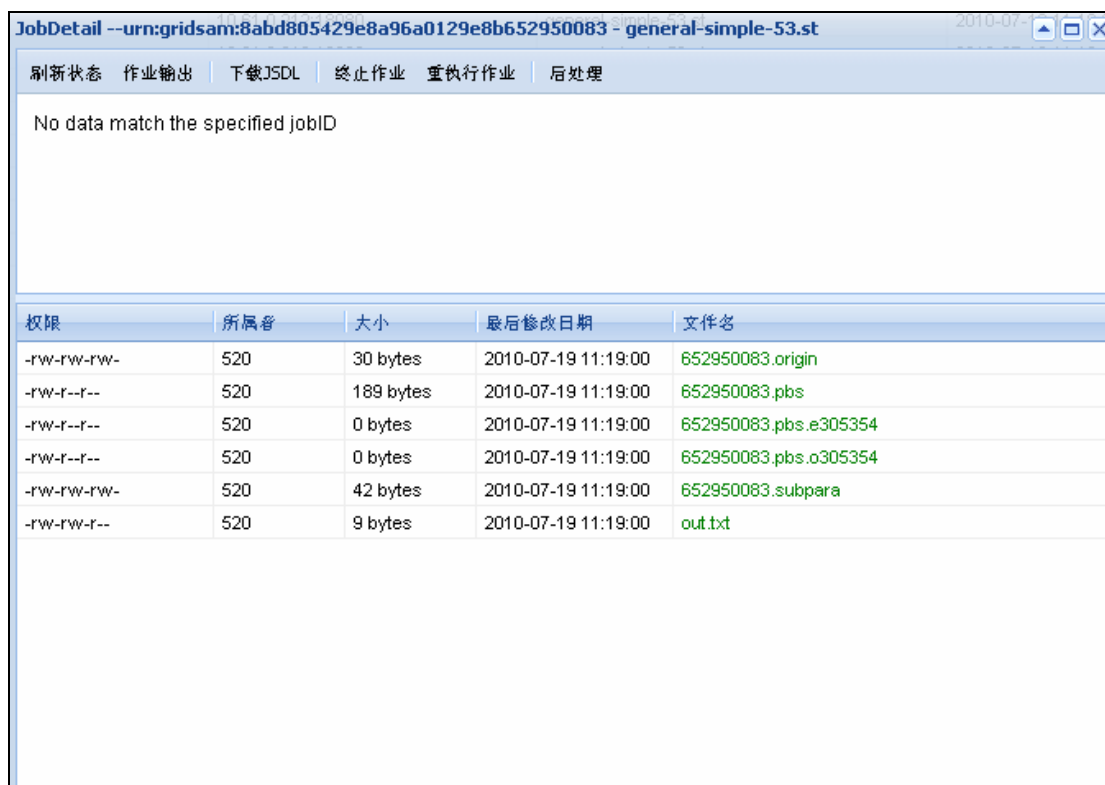 JobDetail --urn:gridsam:8abd805429e8a96a0129e8b652950083 - general-simple-53.st
刷新状态 作业输出 下载JSDL 终止作业 重执行作业 后处理
No data match the specified jobID
权限 所属者 大小 最后修改日期 文件名
-rw-rw-rw- 520 30 bytes 2010-07-19 11:19:00 652950083.origin
-rw-r--r-- 520 189 bytes 2010-07-19 11:19:00 652950083.pbs
-rw-r--r-- 520 0 bytes 2010-07-19 11:19:00 652950083.pbs.e305354
-rw-r--r-- 520 0 bytes 2010-07-19 11:19:00 652950083.pbs.o305354
-rw-rw-rw- 520 42 bytes 2010-07-19 11:19:00 652950083.subpara
-rw-rw-r-- 520 9 bytes 2010-07-19 11:19:00 out.txt